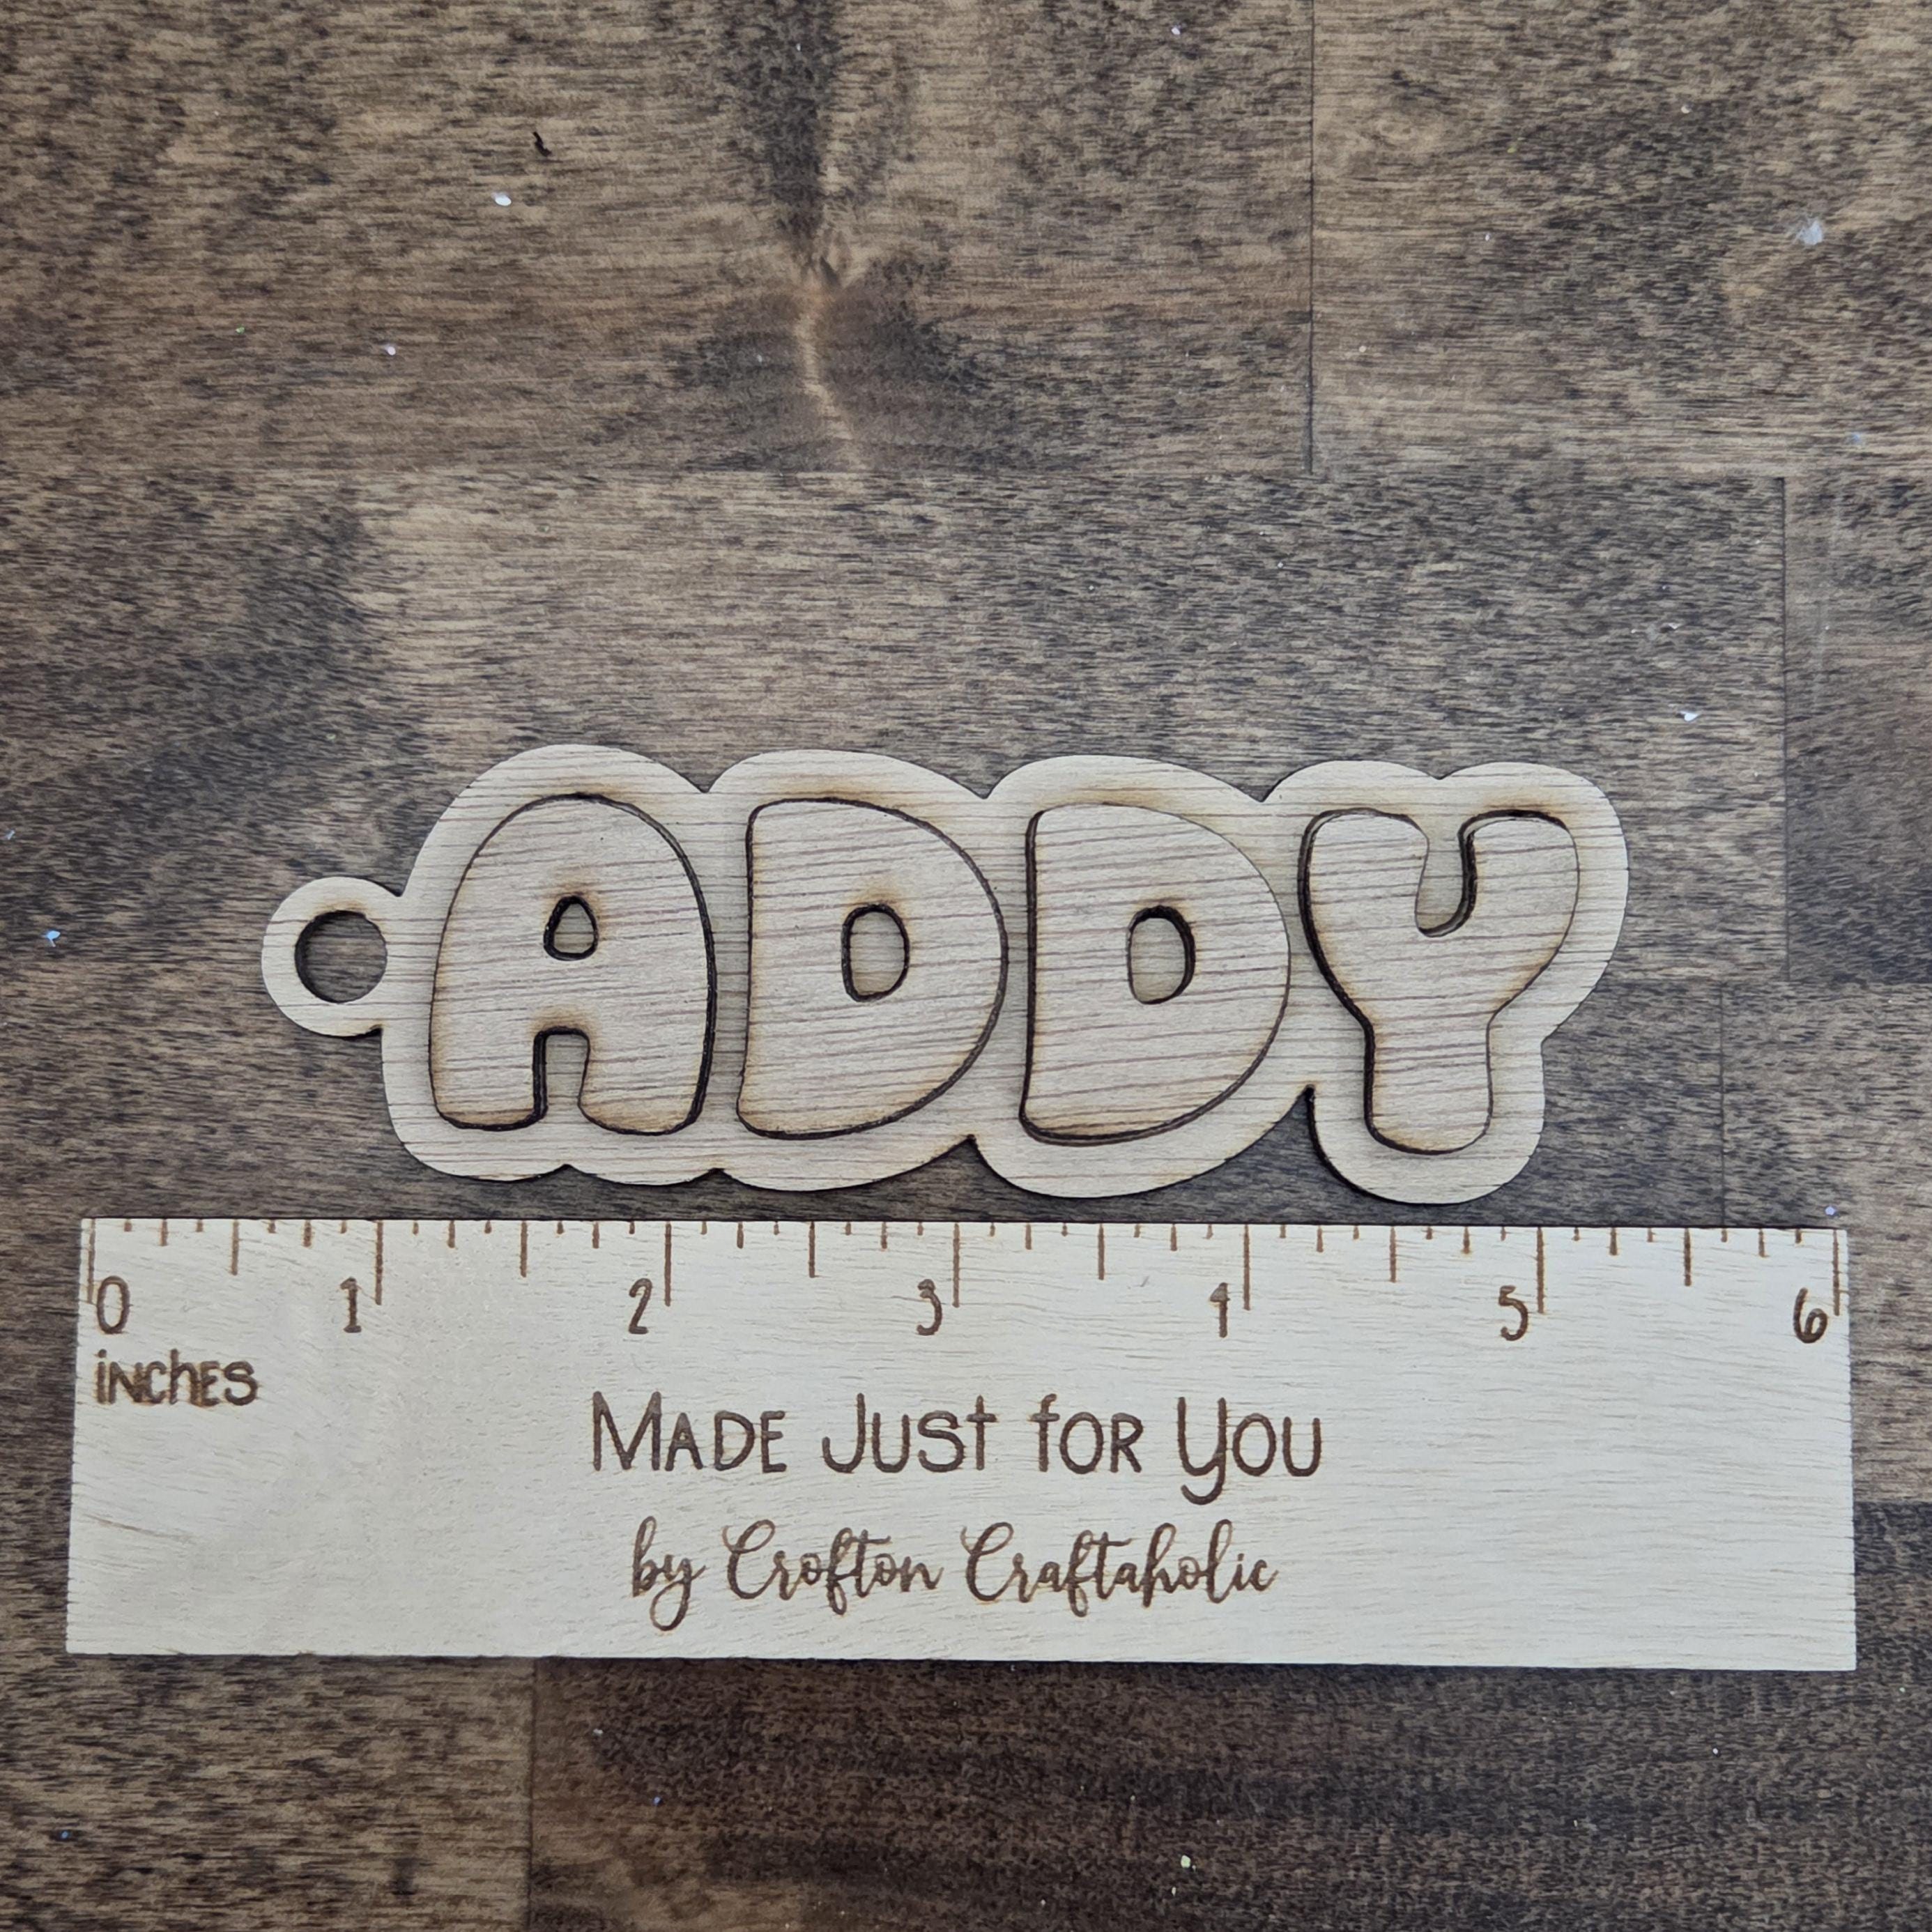 ADDY
0 1 2 3 4 5 6
inches
Made Just for You
by Crofton Craftaholic